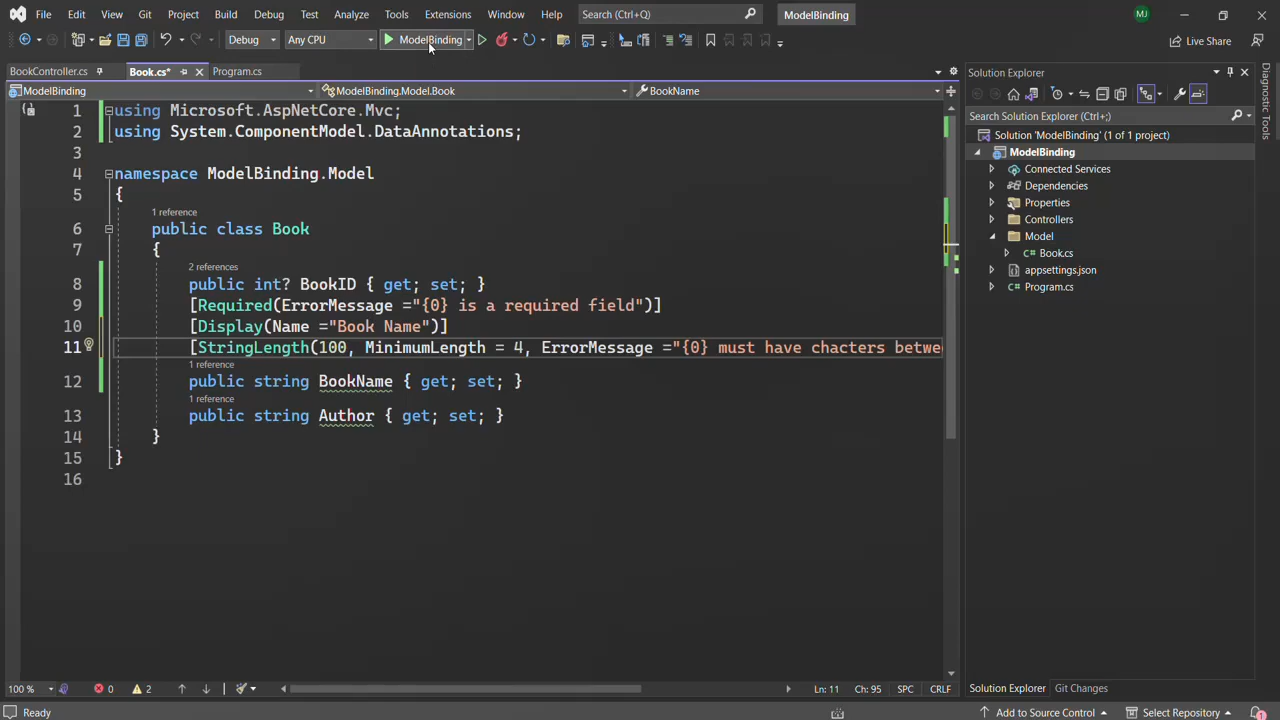 File Edit View Git Project Build Debug Test Analyze Tools Extensions Window Help Search (Ctrl+Q) ModelBinding MJ
Debug Any CPU ModelBinding Live Share
BookController.cs Book.cs* Program.cs
ModelBinding ModelBinding.Model.Book BookName
1 using Microsoft.AspNetCore.Mvc;
2 using System.ComponentModel.DataAnnotations;
3
4 namespace ModelBinding.Model
5 {
1 reference
6 public class Book
7 {
2 references
8 public int? BookID { get; set; }
9 [Required(ErrorMessage ="{0} is a required field")]
10 [Display(Name ="Book Name")]
11 [StringLength(100, MinimumLength = 4, ErrorMessage ="{0} must have chacters betwe
1 reference
12 public string BookName { get; set; }
1 reference
13 public string Author { get; set; }
14 }
15 }
16
100 % 0 2 Ln: 11 Ch: 95 SPC CRLF
Solution Explorer
Search Solution Explorer (Ctrl+;)
Solution 'ModelBinding' (1 of 1 project)
ModelBinding
Connected Services
Dependencies
Properties
Controllers
Model
C# Book.cs
appsettings.json
C# Program.cs
Solution Explorer Git Changes
Diagnostic Tools
Ready Add to Source Control Select Repository 1